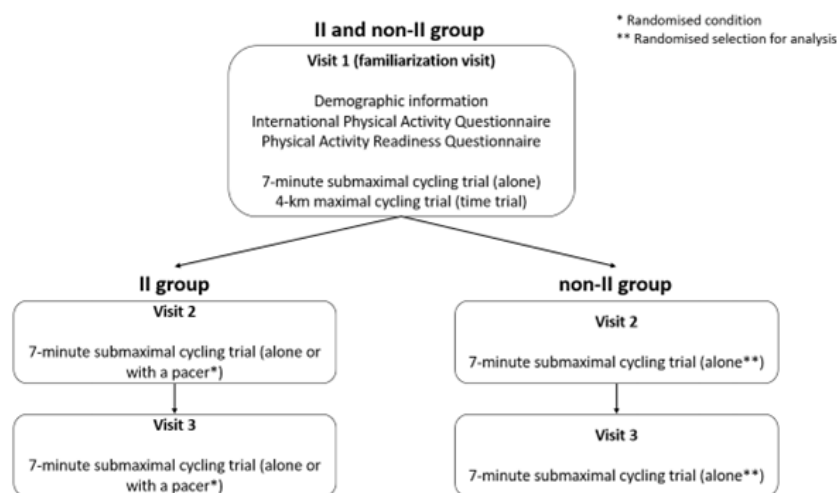 II and non-II group
* Randomised condition
** Randomised selection for analysis
Visit 1 (familiarization visit)
Demographic information
International Physical Activity Questionnaire
Physical Activity Readiness Questionnaire
7-minute submaximal cycling trial (alone)
4-km maximal cycling trial (time trial)
II group
Visit 2
7-minute submaximal cycling trial (alone or
with a pacer*)
Visit 3
7-minute submaximal cycling trial (alone or
with a pacer*)
non-II group
Visit 2
7-minute submaximal cycling trial (alone**)
Visit 3
7-minute submaximal cycling trial (alone**)